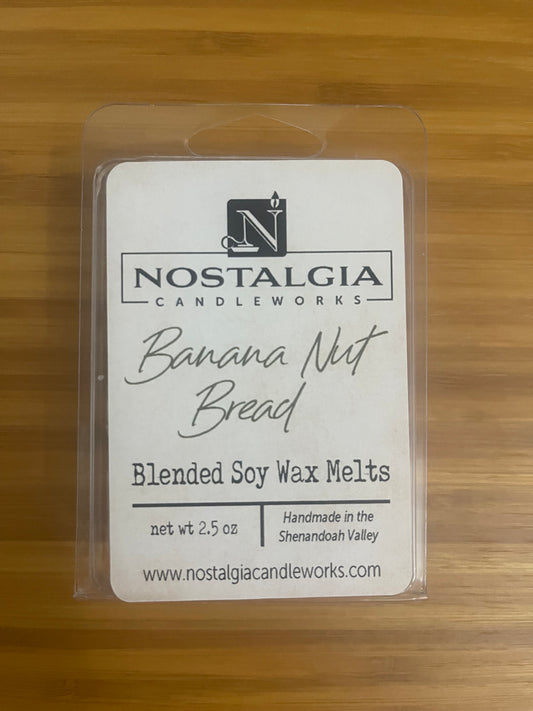 N
NOSTALGIA
CANDLEWORKS
Banana Nut
Bread
Blended Soy Wax Melts
net wt 2.5 oz
Handmade in the
Shenandoah Valley
www.nostalgiacandleworks.com